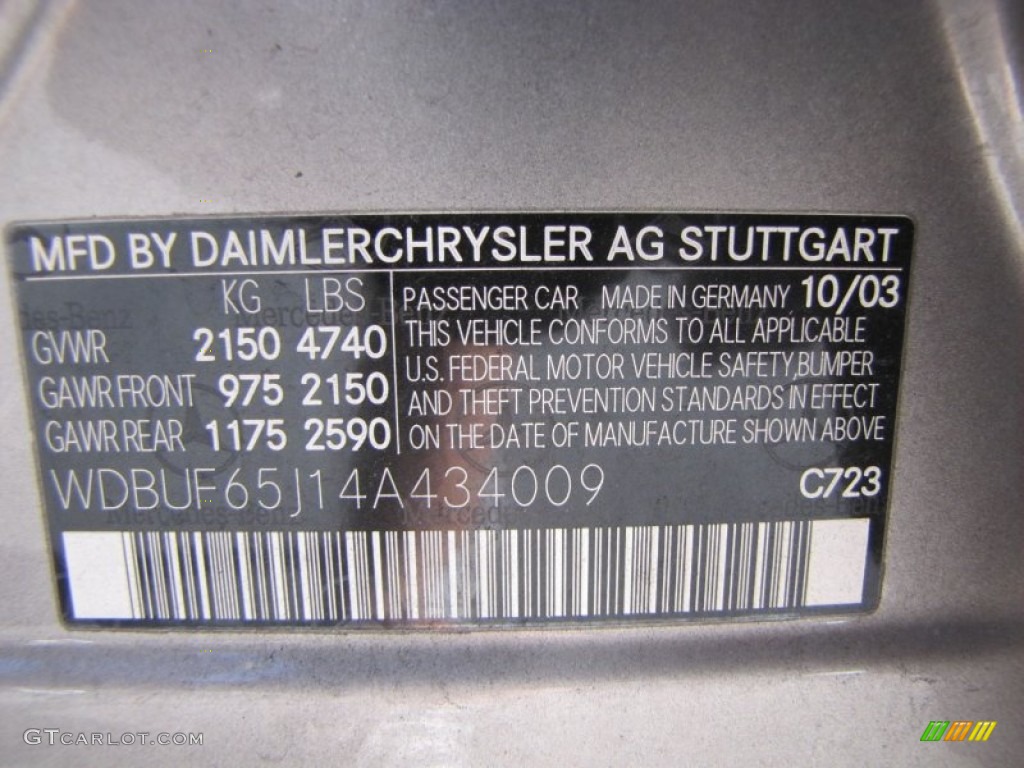 MFD BY DAIMLERCHRYSLER AG STUTTGART
KG LBS
GVWR 2150 4740
GAWR FRONT 975 2150
GAWR REAR 1175 2590
PASSENGER CAR MADE IN GERMANY 10/03
THIS VEHICLE CONFORMS TO ALL APPLICABLE
U.S. FEDERAL MOTOR VEHICLE SAFETY, BUMPER
AND THEFT PREVENTION STANDARDS IN EFFECT
ON THE DATE OF MANUFACTURE SHOWN ABOVE
WDBUF65J14A434009 C723
Mercedes-Benz
GTCARLOT.COM